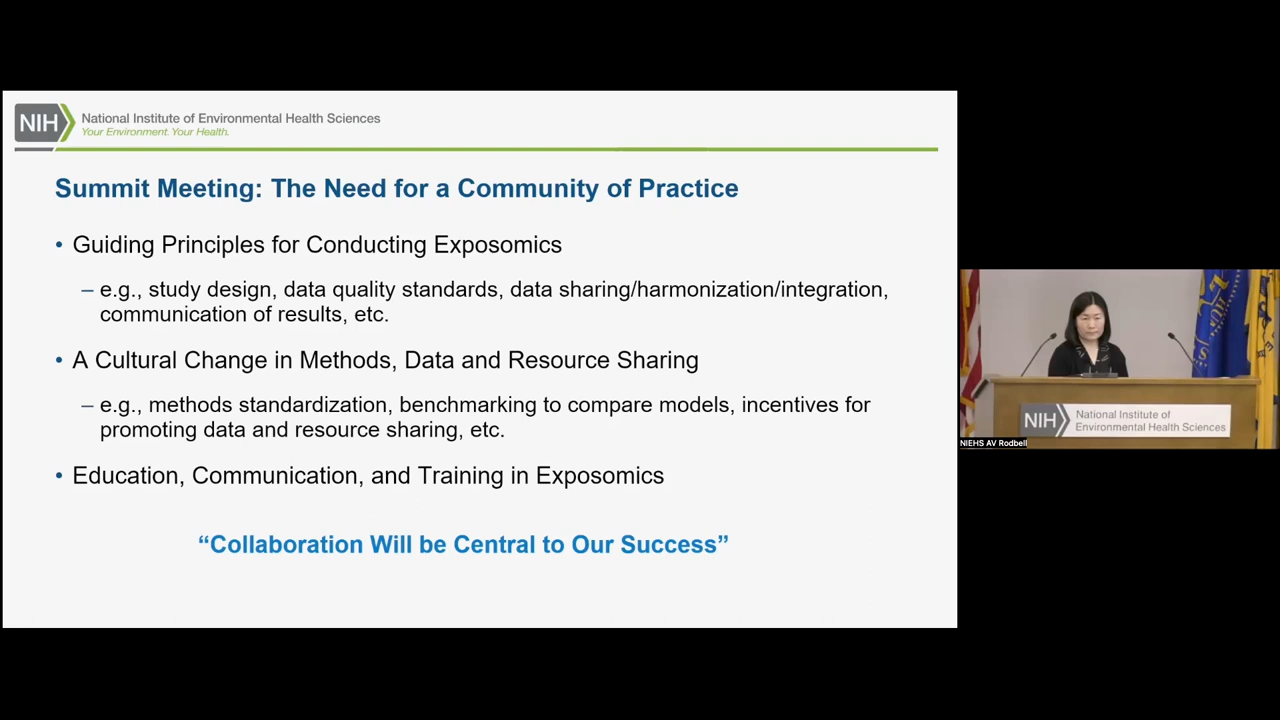 NIH National Institute of Environmental Health Sciences
Your Environment. Your Health.
Summit Meeting: The Need for a Community of Practice
• Guiding Principles for Conducting Exposomics
– e.g., study design, data quality standards, data sharing/harmonization/integration,
communication of results, etc.
• A Cultural Change in Methods, Data and Resource Sharing
– e.g., methods standardization, benchmarking to compare models, incentives for
promoting data and resource sharing, etc.
• Education, Communication, and Training in Exposomics
“Collaboration Will be Central to Our Success”
NIH National Institute of
Environmental Health Sciences
NIEHS AV Rodbell